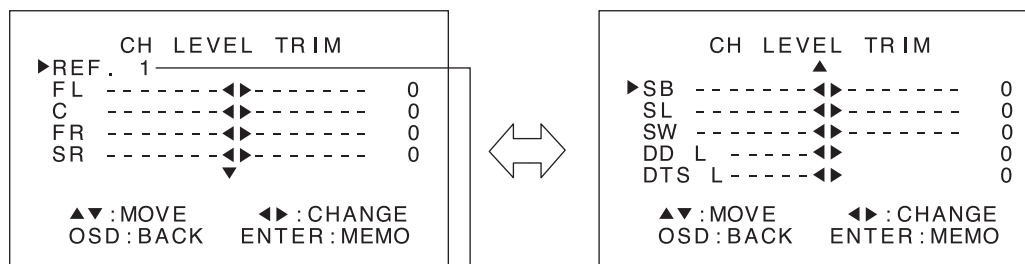 CH LEVEL TRIM
▶REF. 1
FL ------◀▶------- 0
C ------◀▶------- 0
FR ------◀▶------- 0
SR ------◀▶------- 0
▼
▲▼:MOVE ◀▶:CHANGE
OSD:BACK ENTER:MEMO
CH LEVEL TRIM
▲
▶SB ------◀▶------- 0
SL ------◀▶------- 0
SW ------◀▶------- 0
DD L -----◀▶ 0
DTS L-----◀▶ 0
▲▼:MOVE ◀▶:CHANGE
OSD:BACK ENTER:MEMO